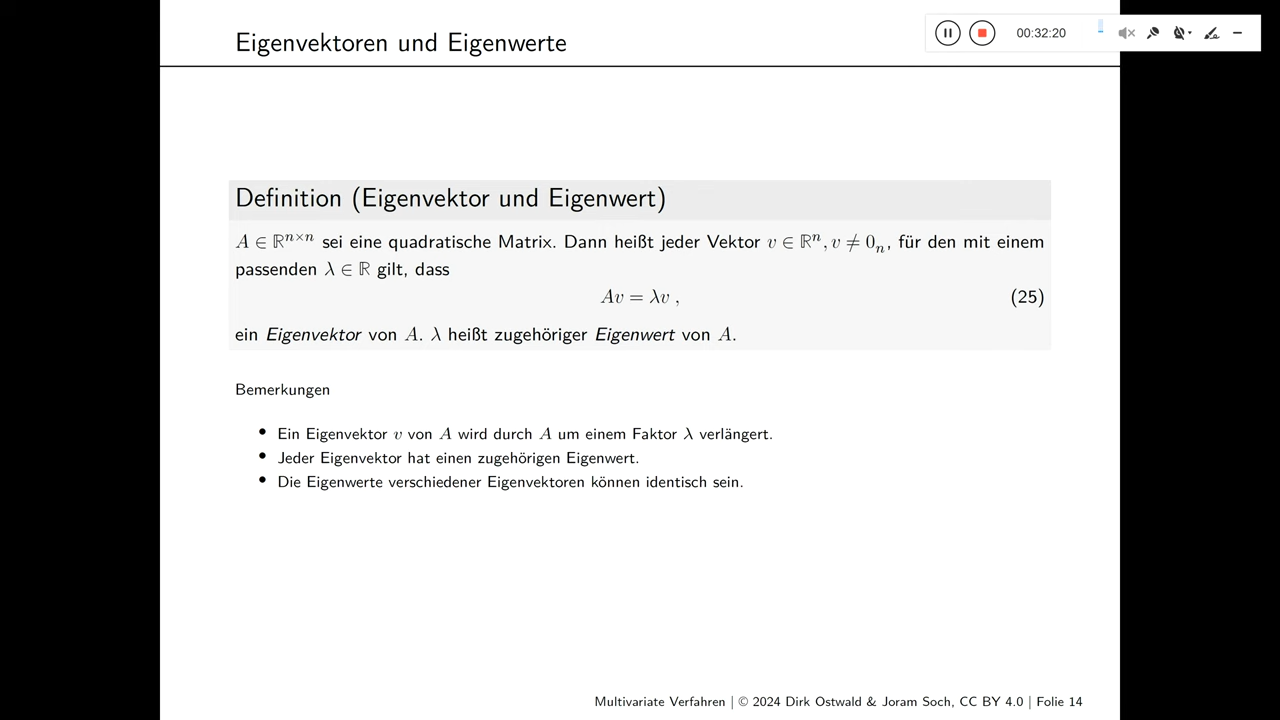 Eigenvektoren und Eigenwerte
00:32:20
Definition (Eigenvektor und Eigenwert)
A ∈ ℝⁿˣⁿ sei eine quadratische Matrix. Dann heißt jeder Vektor v ∈ ℝⁿ, v ≠ 0ₙ, für den mit einem
passenden λ ∈ ℝ gilt, dass
Av = λv , (25)
ein Eigenvektor von A. λ heißt zugehöriger Eigenwert von A.
Bemerkungen
• Ein Eigenvektor v von A wird durch A um einem Faktor λ verlängert.
• Jeder Eigenvektor hat einen zugehörigen Eigenwert.
• Die Eigenwerte verschiedener Eigenvektoren können identisch sein.
Multivariate Verfahren | © 2024 Dirk Ostwald & Joram Soch, CC BY 4.0 | Folie 14